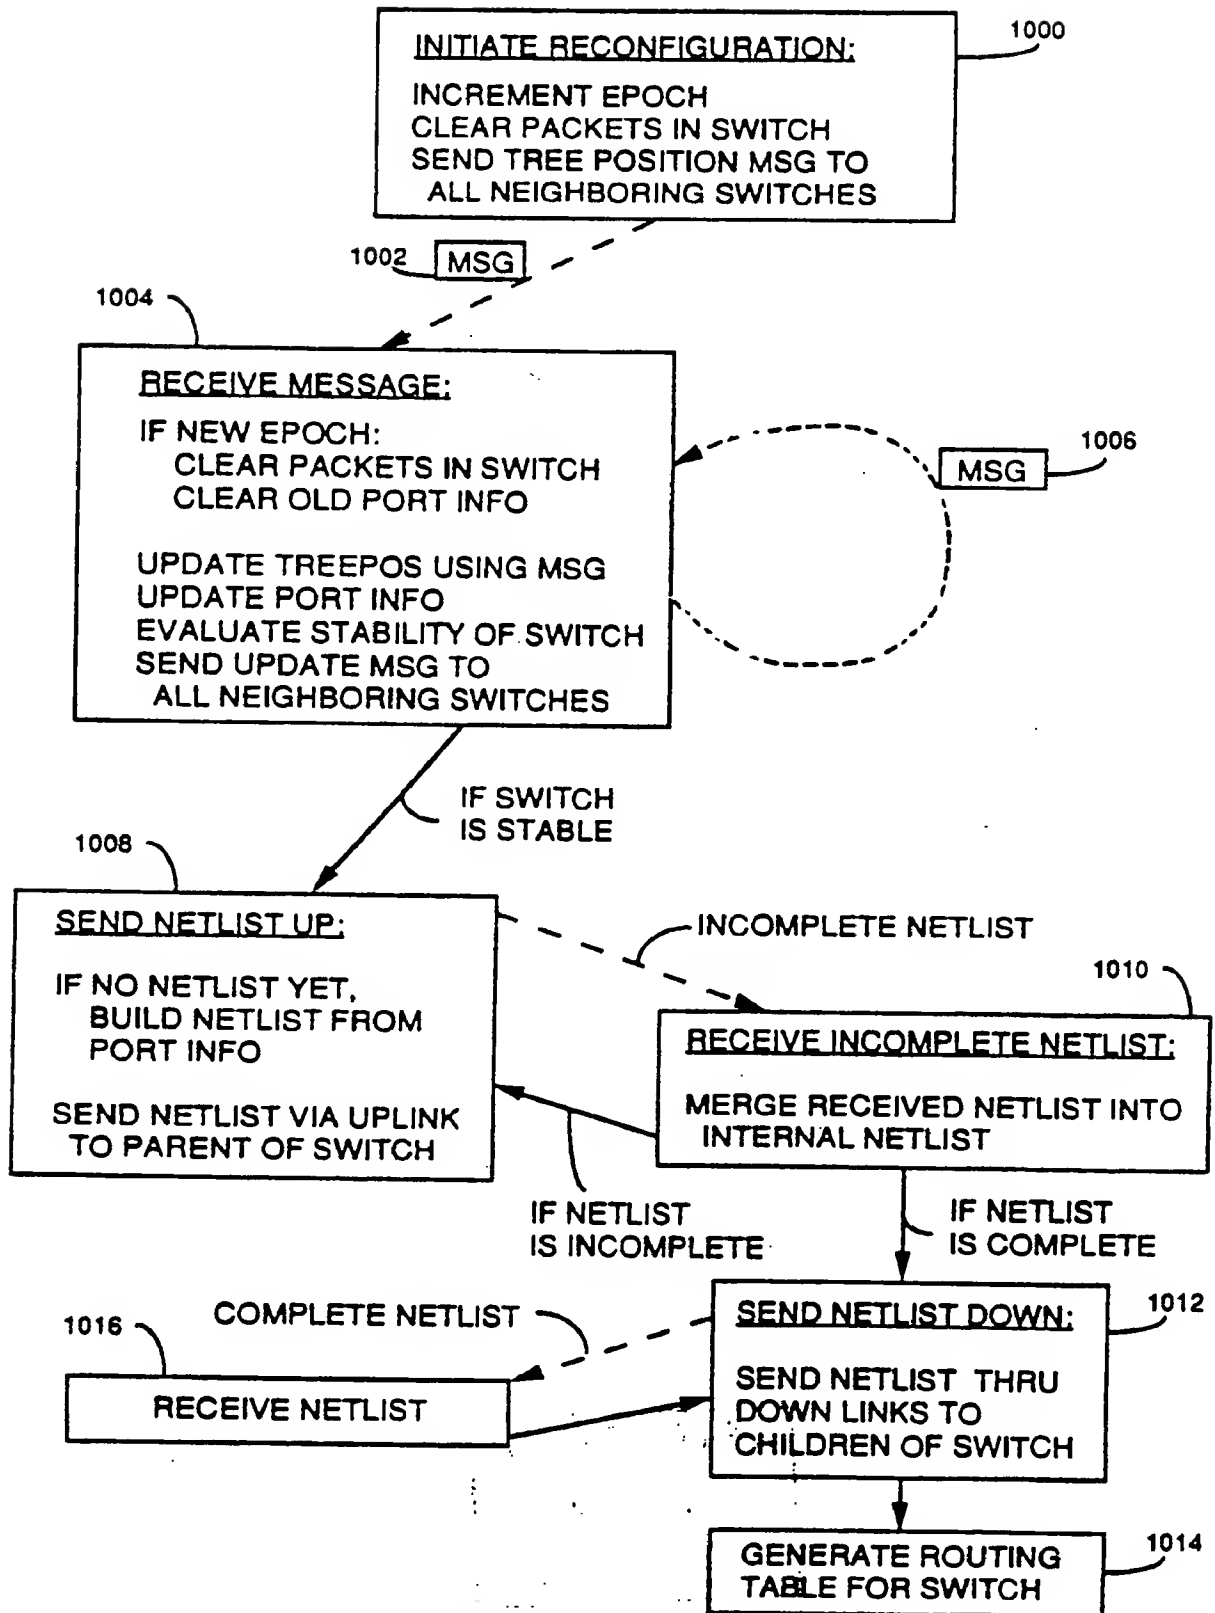 1000
INITIATE RECONFIGURATION:
INCREMENT EPOCH
CLEAR PACKETS IN SWITCH
SEND TREE POSITION MSG TO
ALL NEIGHBORING SWITCHES
1002
MSG
1004
RECEIVE MESSAGE:
IF NEW EPOCH:
CLEAR PACKETS IN SWITCH
CLEAR OLD PORT INFO
UPDATE TREEPOS USING MSG
UPDATE PORT INFO
EVALUATE STABILITY OF SWITCH
SEND UPDATE MSG TO
ALL NEIGHBORING SWITCHES
1006
MSG
IF SWITCH
IS STABLE
1008
SEND NETLIST UP:
IF NO NETLIST YET,
BUILD NETLIST FROM
PORT INFO
SEND NETLIST VIA UPLINK
TO PARENT OF SWITCH
INCOMPLETE NETLIST
1010
RECEIVE INCOMPLETE NETLIST:
MERGE RECEIVED NETLIST INTO
INTERNAL NETLIST
IF NETLIST
IS INCOMPLETE
IF NETLIST
IS COMPLETE
COMPLETE NETLIST
1016
RECEIVE NETLIST
1012
SEND NETLIST DOWN:
SEND NETLIST THRU
DOWN LINKS TO
CHILDREN OF SWITCH
1014
GENERATE ROUTING
TABLE FOR SWITCH